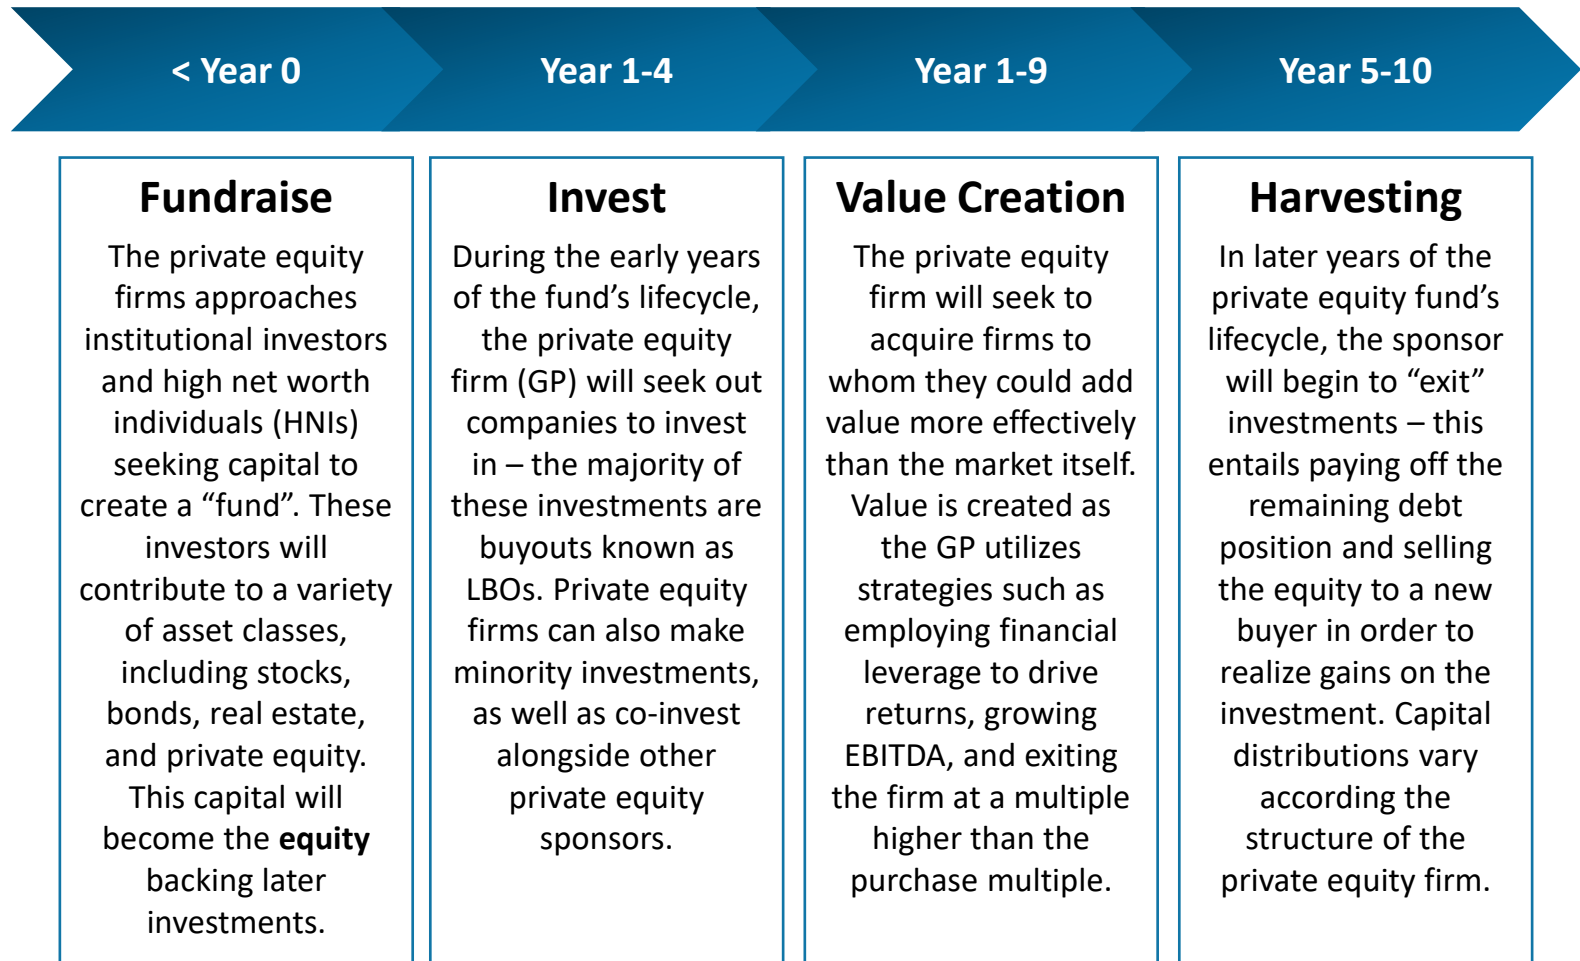 < Year 0
Year 1-4
Year 1-9
Year 5-10
Fundraise
The private equity
firms approaches
institutional investors
and high net worth
individuals (HNIs)
seeking capital to
create a “fund”. These
investors will
contribute to a variety
of asset classes,
including stocks,
bonds, real estate,
and private equity.
This capital will
become the equity
backing later
investments.
Invest
During the early years
of the fund’s lifecycle,
the private equity
firm (GP) will seek out
companies to invest
in – the majority of
these investments are
buyouts known as
LBOs. Private equity
firms can also make
minority investments,
as well as co-invest
alongside other
private equity
sponsors.
Value Creation
The private equity
firm will seek to
acquire firms to
whom they could add
value more effectively
than the market itself.
Value is created as
the GP utilizes
strategies such as
employing financial
leverage to drive
returns, growing
EBITDA, and exiting
the firm at a multiple
higher than the
purchase multiple.
Harvesting
In later years of the
private equity fund’s
lifecycle, the sponsor
will begin to “exit”
investments – this
entails paying off the
remaining debt
position and selling
the equity to a new
buyer in order to
realize gains on the
investment. Capital
distributions vary
according the
structure of the
private equity firm.